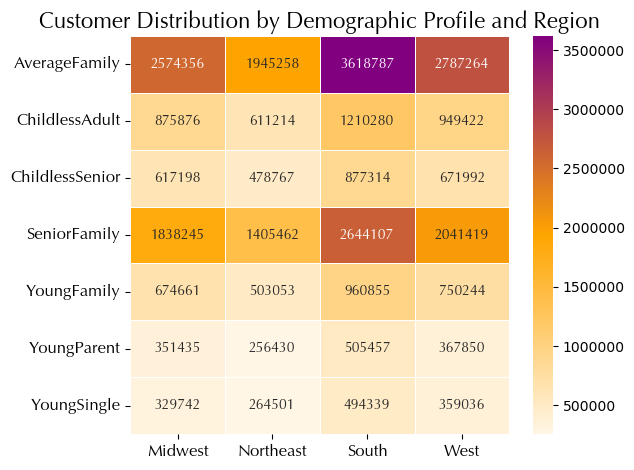 Customer Distribution by Demographic Profile and Region
AverageFamily 2574356 1945258 3618787 2787264
ChildlessAdult 875876 611214 1210280 949422
ChildlessSenior 617198 478767 877314 671992
SeniorFamily 1838245 1405462 2644107 2041419
YoungFamily 674661 503053 960855 750244
YoungParent 351435 256430 505457 367850
YoungSingle 329742 264501 494339 359036
Midwest Northeast South West
3500000
3000000
2500000
2000000
1500000
1000000
500000